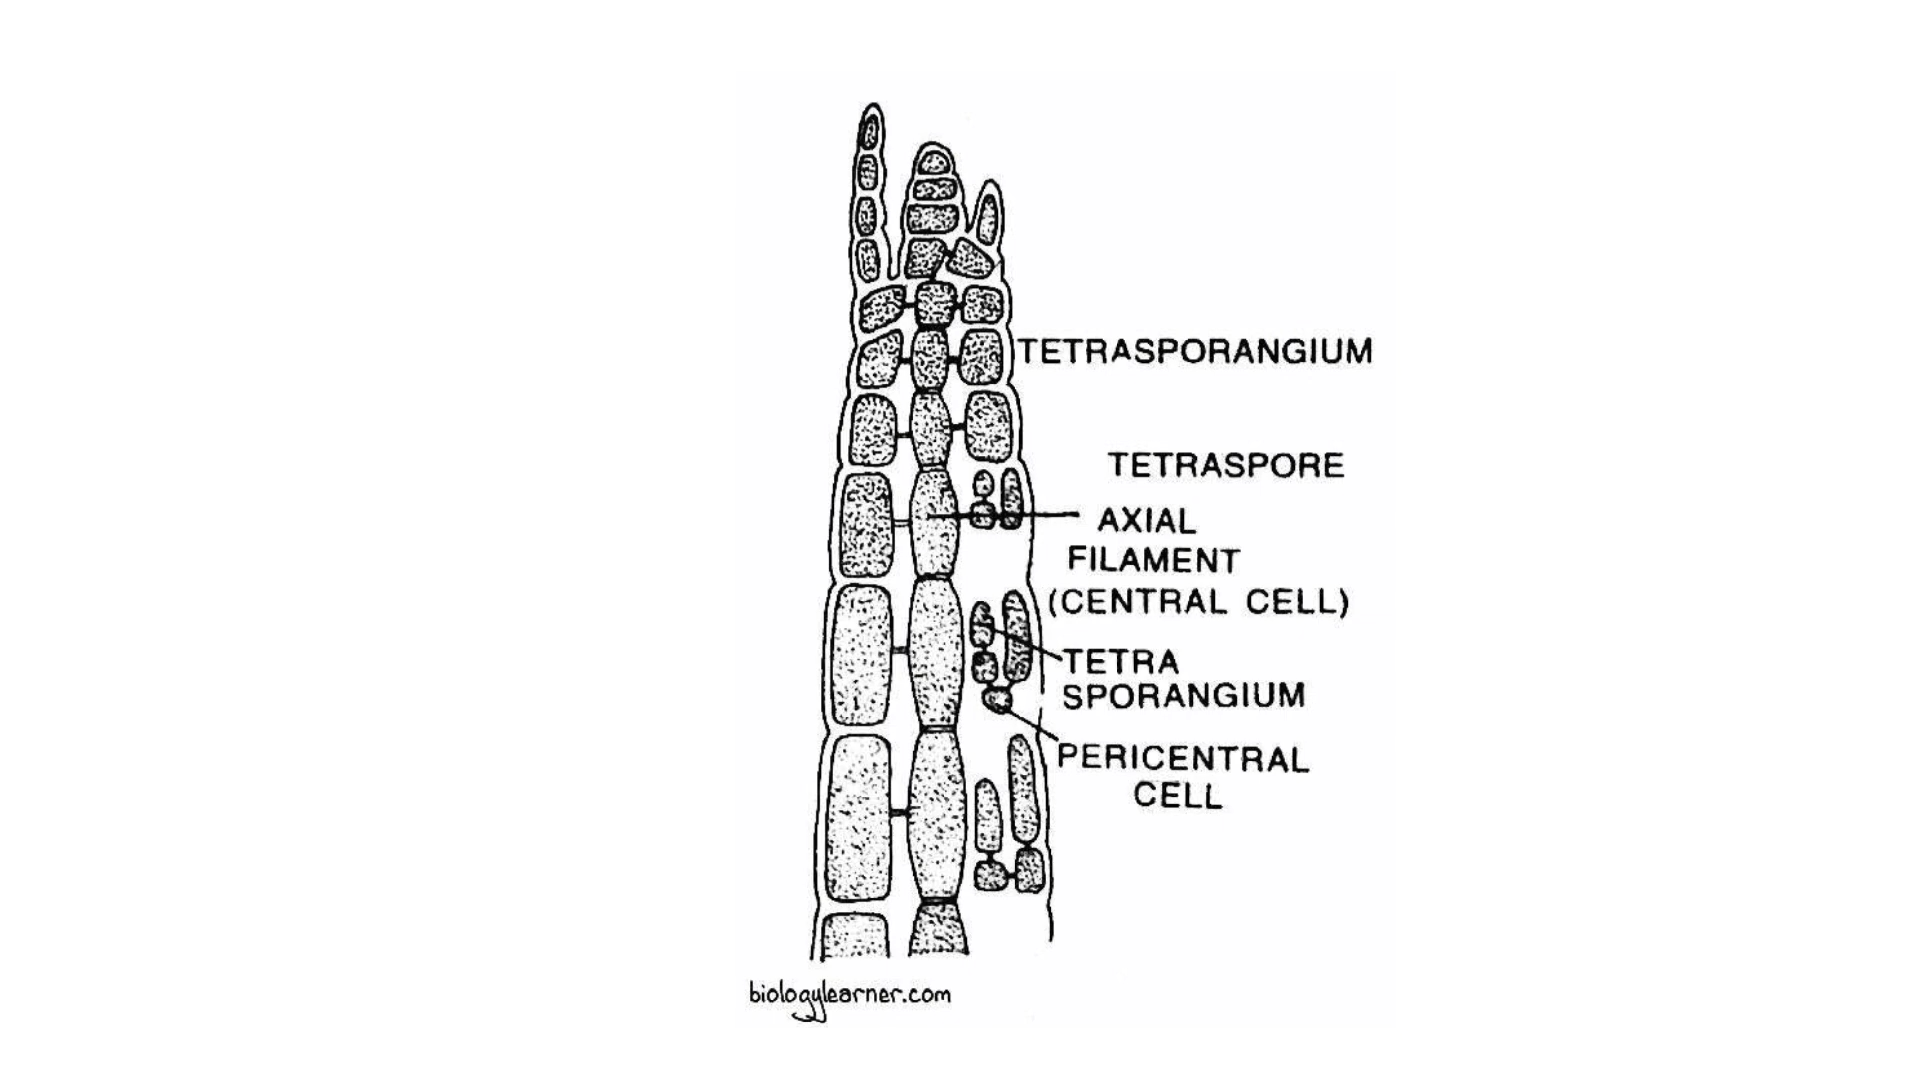 TETRASPORANGIUM
TETRASPORE
AXIAL
FILAMENT
(CENTRAL CELL)
TETRA
SPORANGIUM
PERICENTRAL
CELL
biologylearner.com